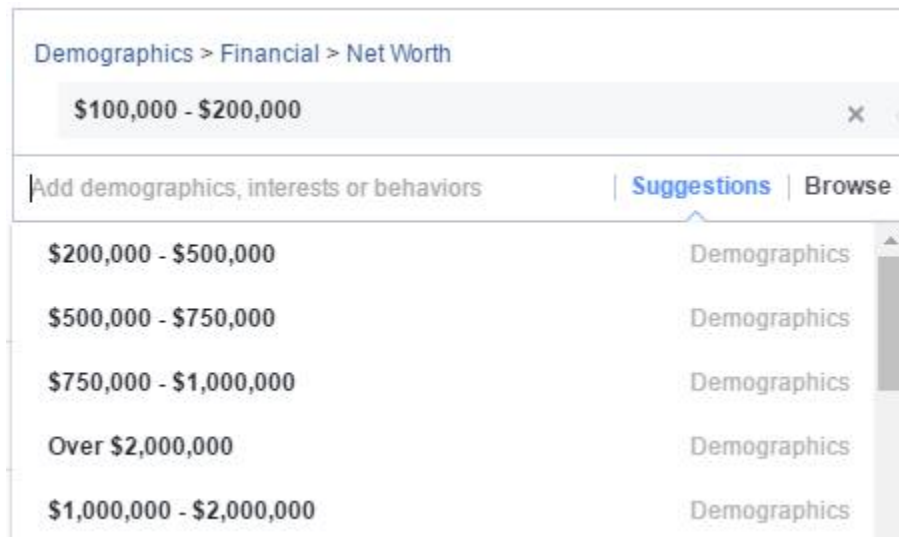 Demographics > Financial > Net Worth
$100,000 - $200,000
Add demographics, interests or behaviors | Suggestions | Browse
$200,000 - $500,000 Demographics
$500,000 - $750,000 Demographics
$750,000 - $1,000,000 Demographics
Over $2,000,000 Demographics
$1,000,000 - $2,000,000 Demographics